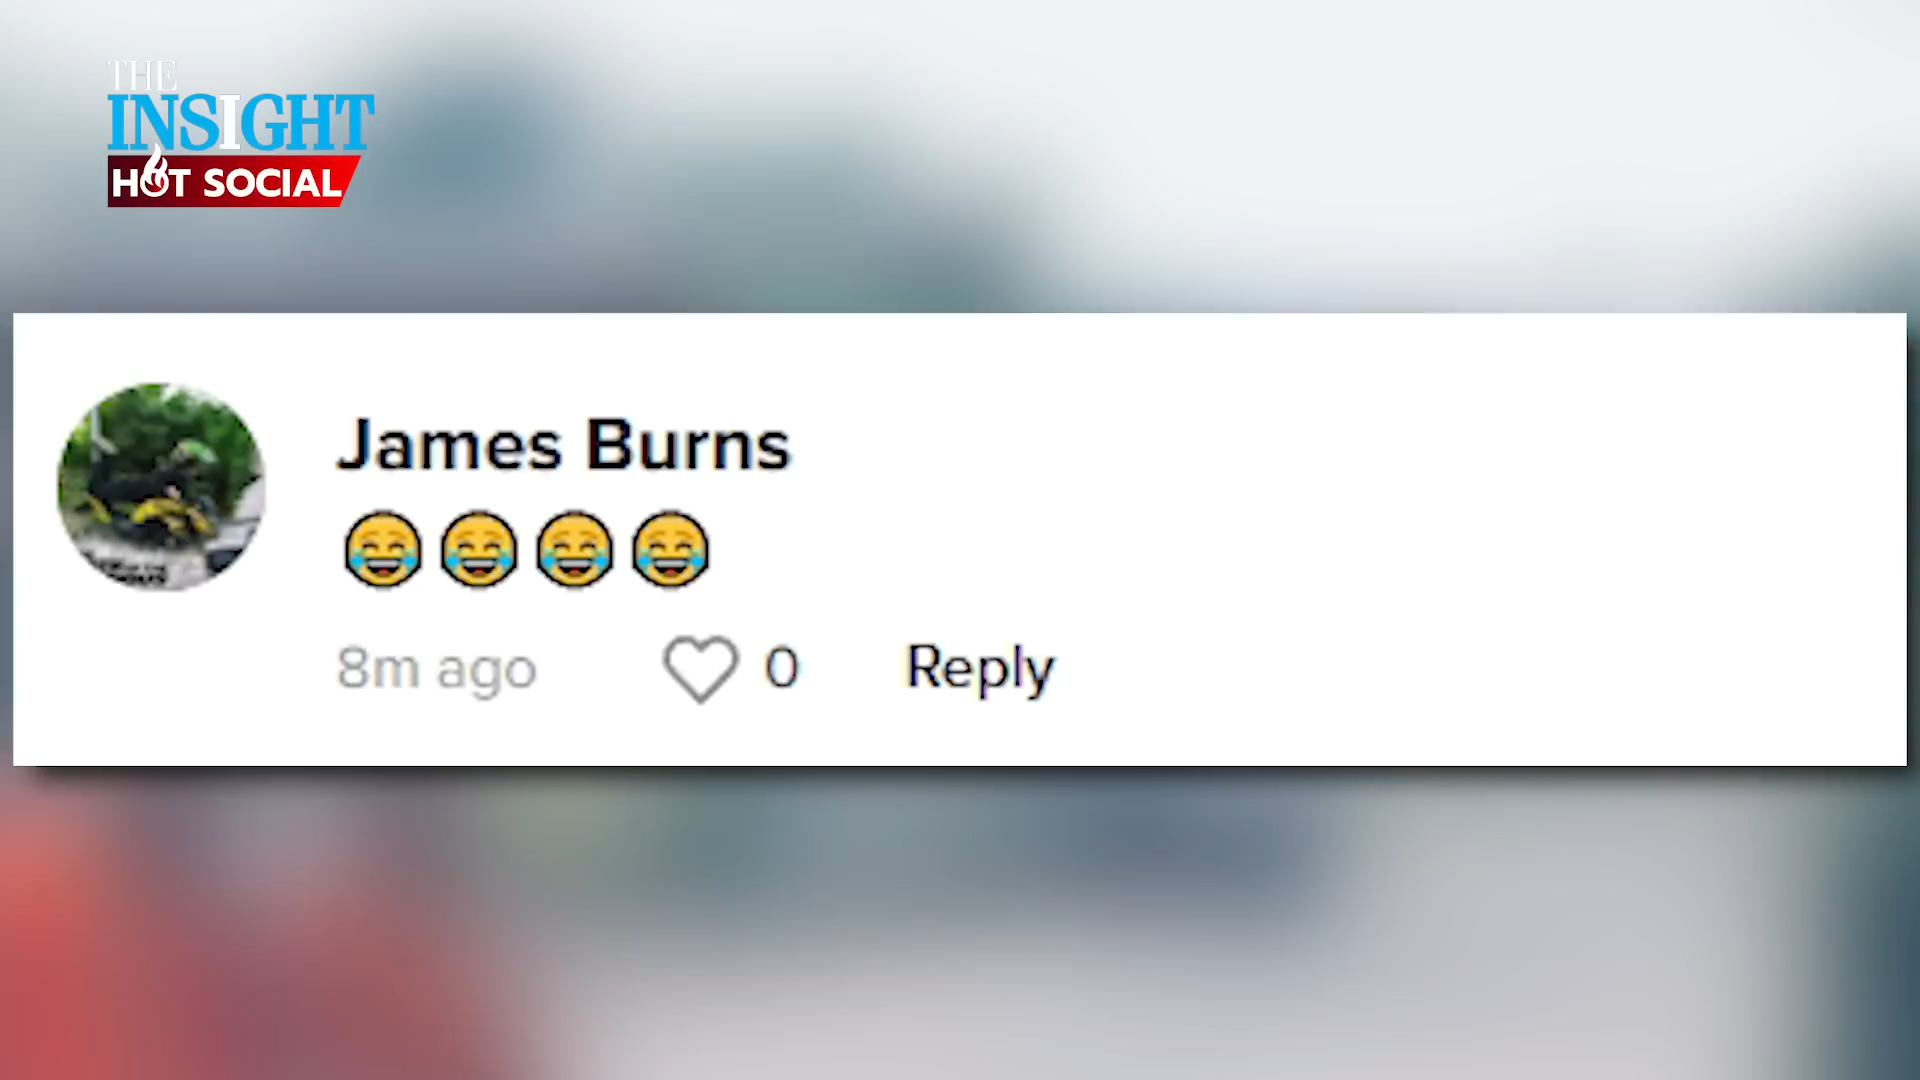 THE
INSIGHT
HOT SOCIAL
James Burns
😂😂😂😂
8m ago 0 Reply